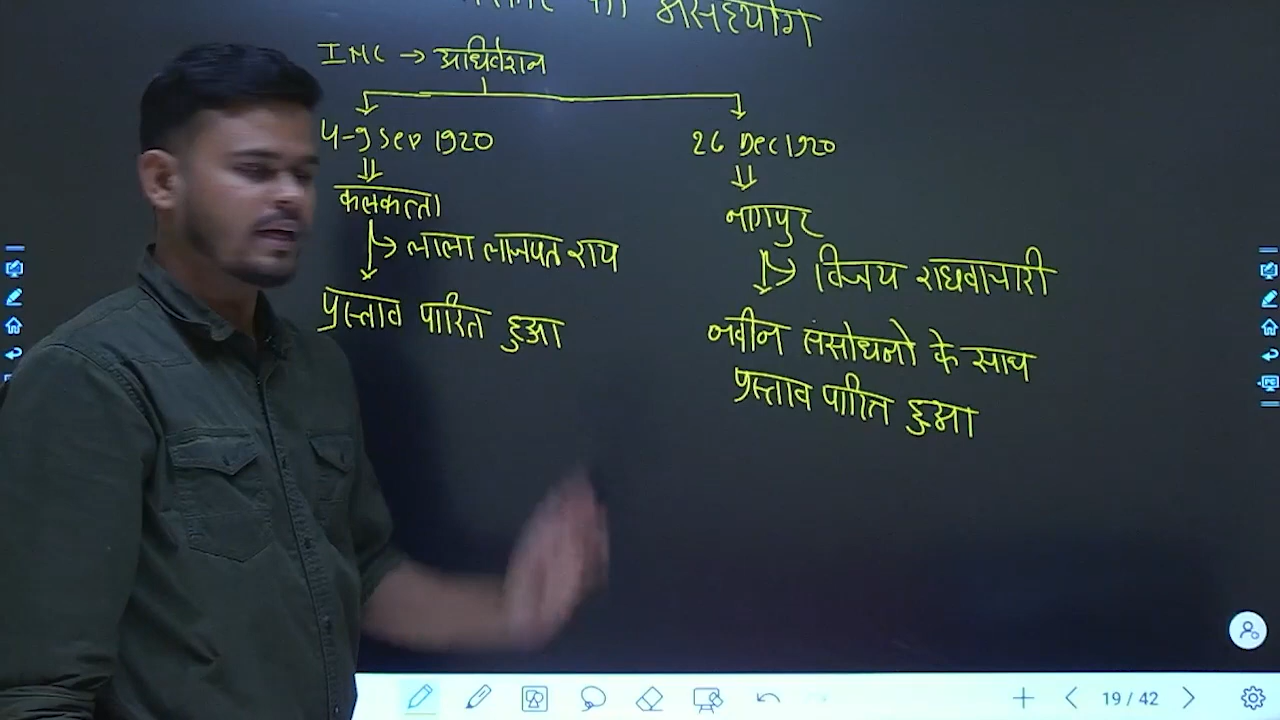 का असहयोग
INC → अधिवेशन
4-9 Sep 1920
26 Dec 1920
कलकत्ता
नागपुर
लाला लाजपत राय
विजय राघवाचारी
प्रस्ताव पारित हुआ
नवीन संसोधनो के साथ
प्रस्ताव पारित हुआ
19 / 42